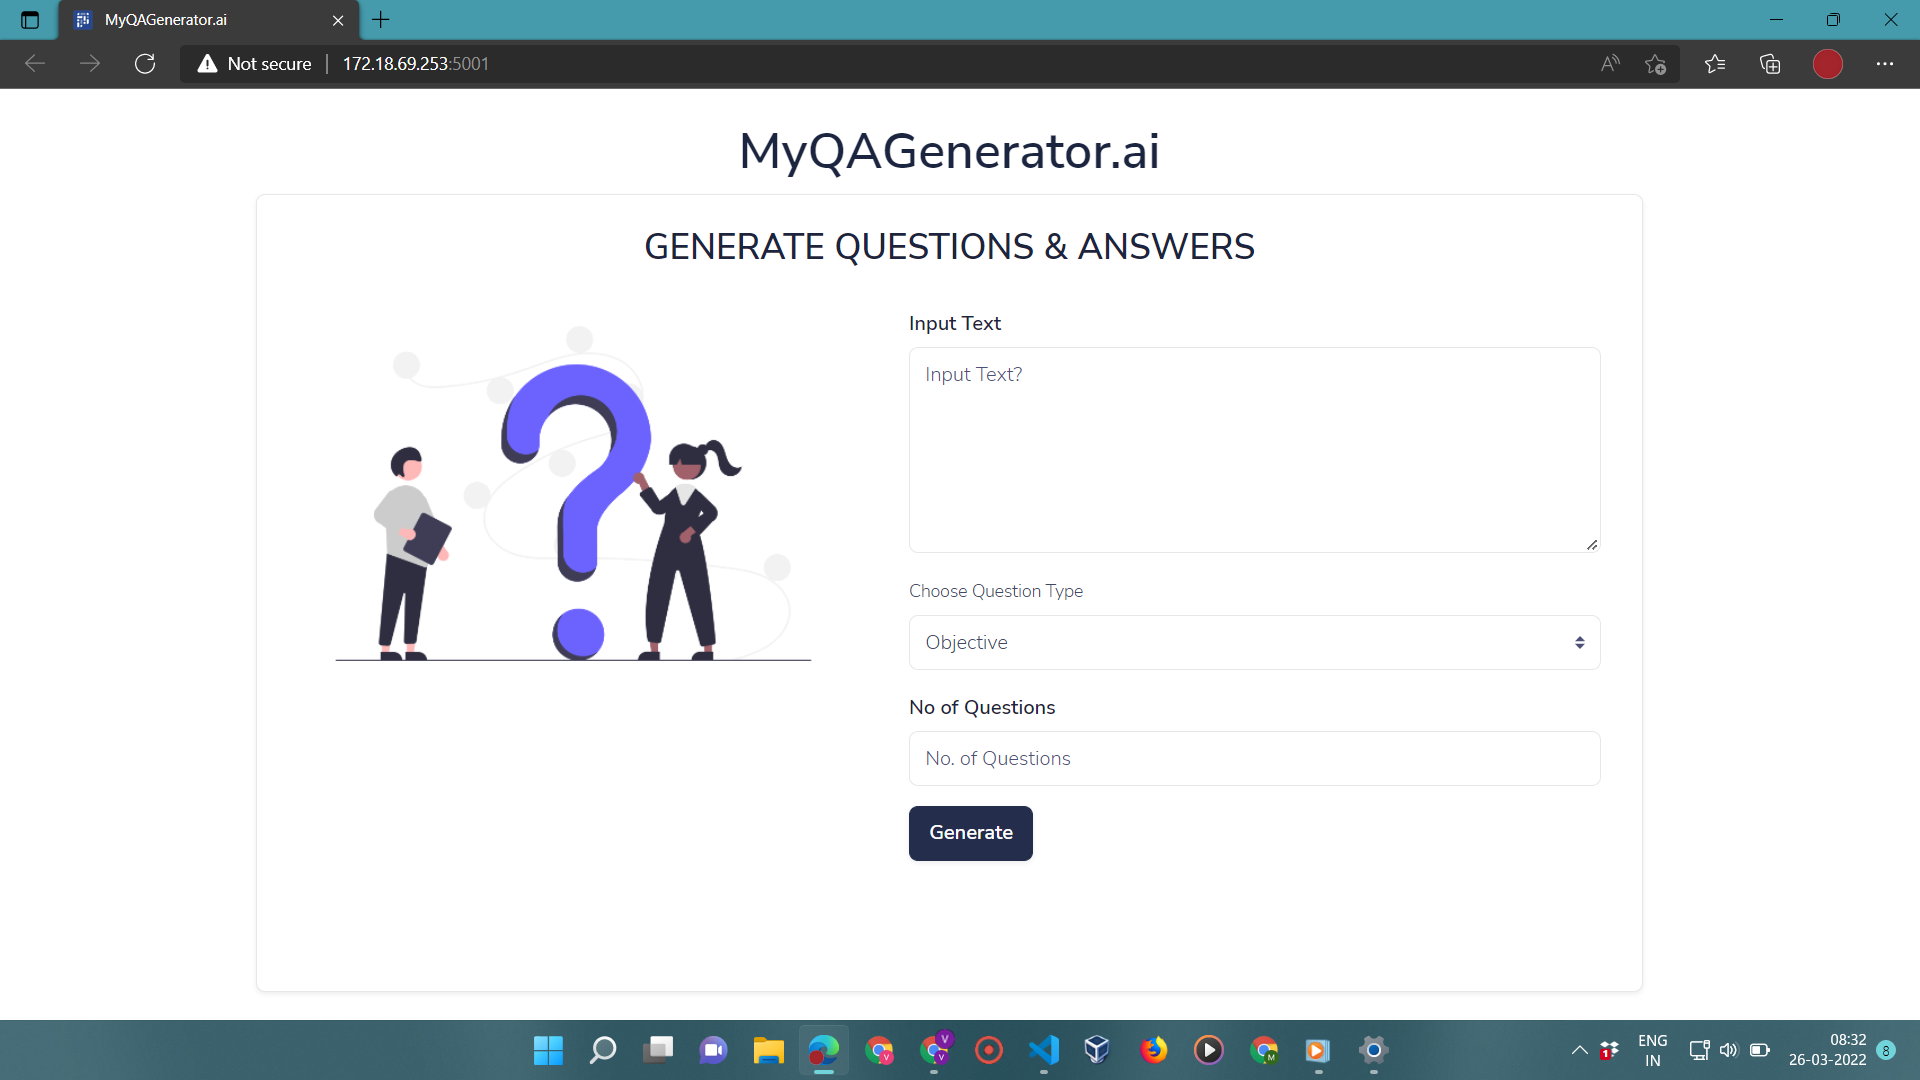 MyQAGenerator.ai
Not secure
172.18.69.253:5001
MyQAGenerator.ai
GENERATE QUESTIONS & ANSWERS
Input Text
Input Text?
Choose Question Type
Objective
No of Questions
No. of Questions
Generate
V
V
V
M
1
ENG
IN
08:32
26-03-2022
8